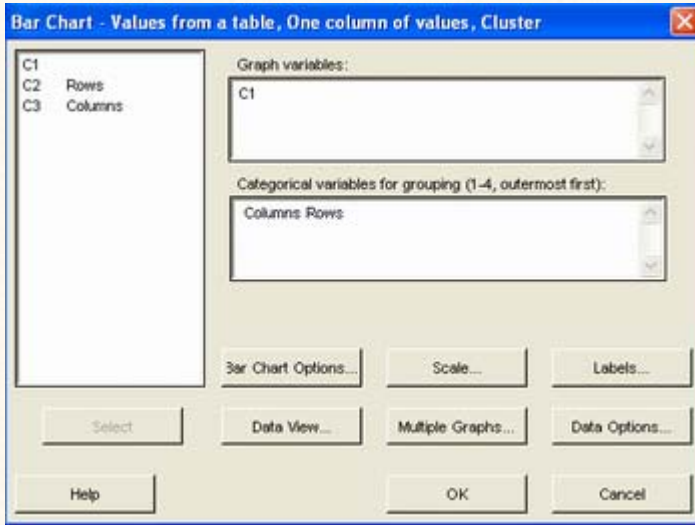 Bar Chart - Values from a table, One column of values, Cluster
C1
C2 Rows
C3 Columns
Graph variables:
C1
Categorical variables for grouping (1-4, outermost first):
Columns Rows
Bar Chart Options...
Scale...
Labels...
Select
Data View...
Multiple Graphs...
Data Options...
Help
OK
Cancel